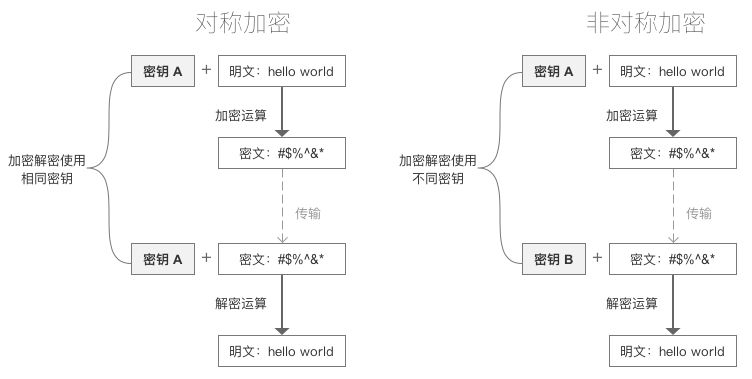 对称加密
密钥 A + 明文：hello world
加密运算
密文：#$%^&*
加密解密使用
相同密钥
传输
密钥 A + 密文：#$%^&*
解密运算
明文：hello world
非对称加密
密钥 A + 明文：hello world
加密运算
密文：#$%^&*
加密解密使用
不同密钥
传输
密钥 B + 密文：#$%^&*
解密运算
明文：hello world